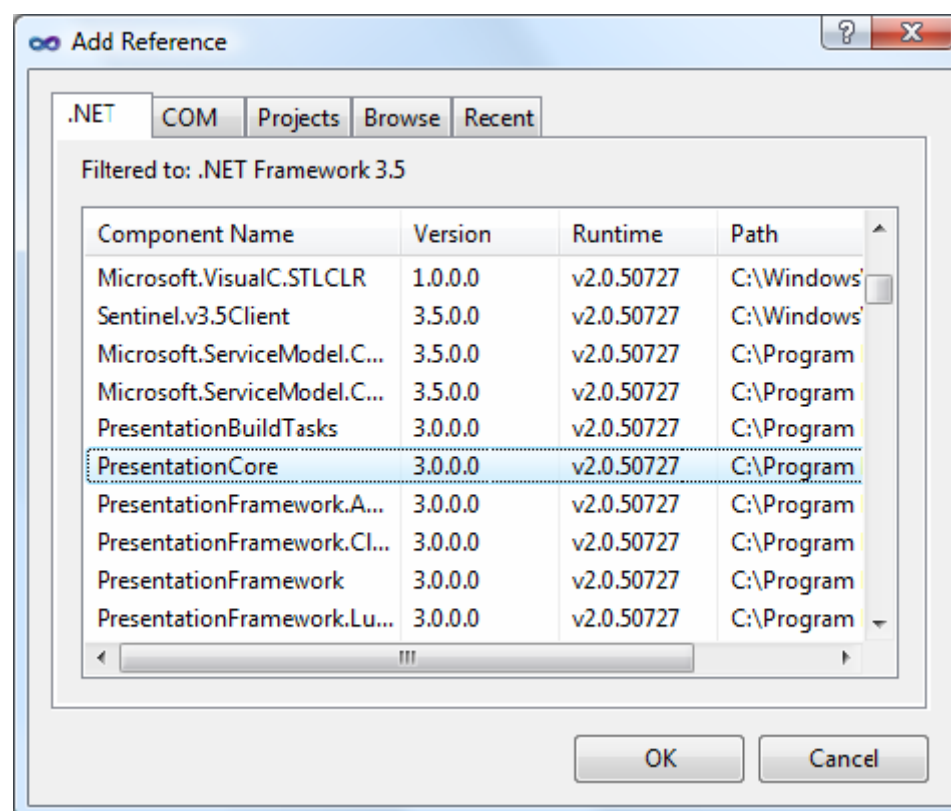 Add Reference
.NET COM Projects Browse Recent
Filtered to: .NET Framework 3.5
Component Name Version Runtime Path
Microsoft.VisualC.STLCLR 1.0.0.0 v2.0.50727 C:\Windows\
Sentinel.v3.5Client 3.5.0.0 v2.0.50727 C:\Windows\
Microsoft.ServiceModel.C... 3.5.0.0 v2.0.50727 C:\Program
Microsoft.ServiceModel.C... 3.5.0.0 v2.0.50727 C:\Program
PresentationBuildTasks 3.0.0.0 v2.0.50727 C:\Program
PresentationCore 3.0.0.0 v2.0.50727 C:\Program
PresentationFramework.A... 3.0.0.0 v2.0.50727 C:\Program
PresentationFramework.Cl... 3.0.0.0 v2.0.50727 C:\Program
PresentationFramework 3.0.0.0 v2.0.50727 C:\Program
PresentationFramework.Lu... 3.0.0.0 v2.0.50727 C:\Program
OK Cancel